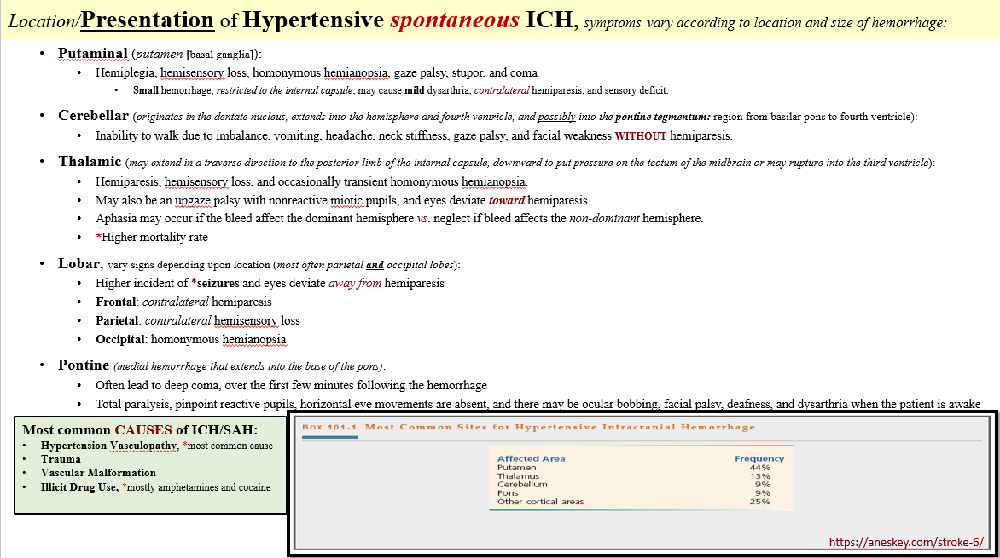 Location/Presentation of Hypertensive spontaneous ICH, symptoms vary according to location and size of hemorrhage:
• Putaminal (putamen [basal ganglia]):
• Hemiplegia, hemisensory loss, homonymous hemianopsia, gaze palsy, stupor, and coma
• Small hemorrhage, restricted to the internal capsule, may cause mild dysarthria, contralateral hemiparesis, and sensory deficit.
• Cerebellar (originates in the dentate nucleus, extends into the hemisphere and fourth ventricle, and possibly into the pontine tegmentum: region from basilar pons to fourth ventricle):
• Inability to walk due to imbalance, vomiting, headache, neck stiffness, gaze palsy, and facial weakness WITHOUT hemiparesis.
• Thalamic (may extend in a traverse direction to the posterior limb of the internal capsule, downward to put pressure on the tectum of the midbrain or may rupture into the third ventricle):
• Hemiparesis, hemisensory loss, and occasionally transient homonymous hemianopsia.
• May also be an upgaze palsy with nonreactive miotic pupils, and eyes deviate toward hemiparesis
• Aphasia may occur if the bleed affect the dominant hemisphere vs. neglect if bleed affects the non-dominant hemisphere.
• *Higher mortality rate
• Lobar, vary signs depending upon location (most often parietal and occipital lobes):
• Higher incident of *seizures and eyes deviate away from hemiparesis
• Frontal: contralateral hemiparesis
• Parietal: contralateral hemisensory loss
• Occipital: homonymous hemianopsia
• Pontine (medial hemorrhage that extends into the base of the pons):
• Often lead to deep coma, over the first few minutes following the hemorrhage
• Total paralysis, pinpoint reactive pupils, horizontal eye movements are absent, and there may be ocular bobbing, facial palsy, deafness, and dysarthria when the patient is awake
Most common CAUSES of ICH/SAH:
• Hypertension Vasculopathy, *most common cause
• Trauma
• Vascular Malformation
• Illicit Drug Use, *mostly amphetamines and cocaine
BOX 101-1 Most Common Sites for Hypertensive Intracranial Hemorrhage
Affected Area Frequency
Putamen 44%
Thalamus 13%
Cerebellum 9%
Pons 9%
Other cortical areas 25%
https://aneskey.com/stroke-6/